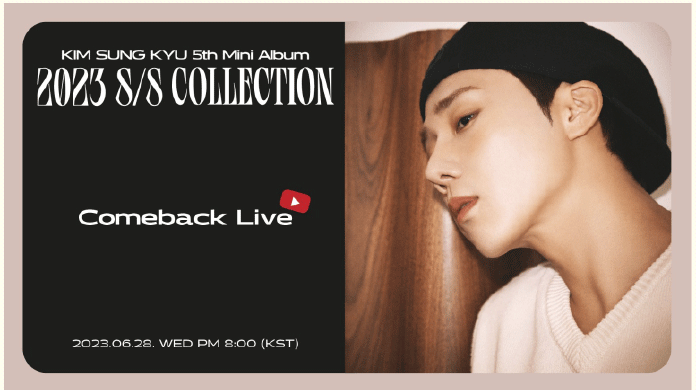 KIM SUNG KYU 5th Mini Album
2023 S/S COLLECTION
Comeback Live
2023.06.28. WED PM 8:00 (KST)